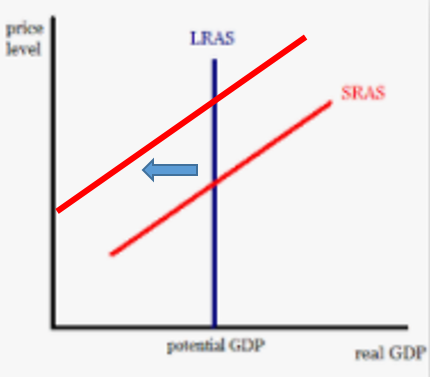 price
level
LRAS
SRAS
potential GDP
real GDP